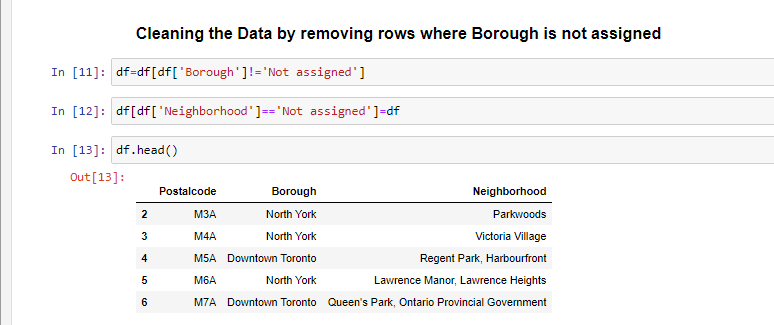 Cleaning the Data by removing rows where Borough is not assigned
In [11]: df=df[df['Borough']!='Not assigned']
In [12]: df[df['Neighborhood']=='Not assigned']=df
In [13]: df.head()
Out[13]:
Postalcode Borough Neighborhood
2 M3A North York Parkwoods
3 M4A North York Victoria Village
4 M5A Downtown Toronto Regent Park, Harbourfront
5 M6A North York Lawrence Manor, Lawrence Heights
6 M7A Downtown Toronto Queen's Park, Ontario Provincial Government